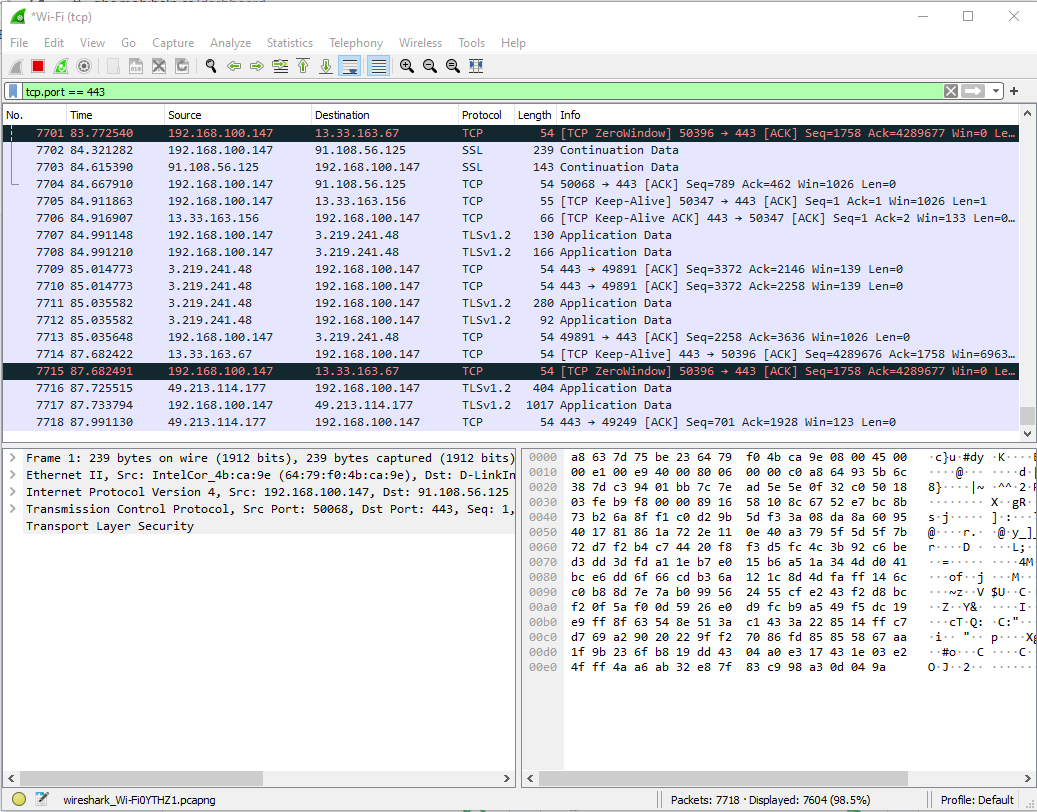 *Wi-Fi (tcp)
File Edit View Go Capture Analyze Statistics Telephony Wireless Tools Help
tcp.port == 443
No. Time Source Destination Protocol Length Info
7701 83.772540 192.168.100.147 13.33.163.67 TCP 54 [TCP ZeroWindow] 50396 → 443 [ACK] Seq=1758 Ack=4289677 Win=0 Le…
7702 84.321282 192.168.100.147 91.108.56.125 SSL 239 Continuation Data
7703 84.615390 91.108.56.125 192.168.100.147 SSL 143 Continuation Data
7704 84.667910 192.168.100.147 91.108.56.125 TCP 54 50068 → 443 [ACK] Seq=789 Ack=462 Win=1026 Len=0
7705 84.911863 192.168.100.147 13.33.163.156 TCP 55 [TCP Keep-Alive] 50347 → 443 [ACK] Seq=1 Ack=1 Win=1026 Len=1
7706 84.916907 13.33.163.156 192.168.100.147 TCP 66 [TCP Keep-Alive ACK] 443 → 50347 [ACK] Seq=1 Ack=2 Win=133 Len=0…
7707 84.991148 192.168.100.147 3.219.241.48 TLSv1.2 130 Application Data
7708 84.991210 192.168.100.147 3.219.241.48 TLSv1.2 166 Application Data
7709 85.014773 3.219.241.48 192.168.100.147 TCP 54 443 → 49891 [ACK] Seq=3372 Ack=2146 Win=139 Len=0
7710 85.014773 3.219.241.48 192.168.100.147 TCP 54 443 → 49891 [ACK] Seq=3372 Ack=2258 Win=139 Len=0
7711 85.035582 3.219.241.48 192.168.100.147 TLSv1.2 280 Application Data
7712 85.035582 3.219.241.48 192.168.100.147 TLSv1.2 92 Application Data
7713 85.035648 192.168.100.147 3.219.241.48 TCP 54 49891 → 443 [ACK] Seq=2258 Ack=3636 Win=1026 Len=0
7714 87.682422 13.33.163.67 192.168.100.147 TCP 54 [TCP Keep-Alive] 443 → 50396 [ACK] Seq=4289676 Ack=1758 Win=6963…
7715 87.682491 192.168.100.147 13.33.163.67 TCP 54 [TCP ZeroWindow] 50396 → 443 [ACK] Seq=1758 Ack=4289677 Win=0 Le…
7716 87.725515 49.213.114.177 192.168.100.147 TLSv1.2 404 Application Data
7717 87.733794 192.168.100.147 49.213.114.177 TLSv1.2 1017 Application Data
7718 87.991130 49.213.114.177 192.168.100.147 TCP 54 443 → 49249 [ACK] Seq=701 Ack=1928 Win=123 Len=0
Frame 1: 239 bytes on wire (1912 bits), 239 bytes captured (1912 bits)
Ethernet II, Src: IntelCor_4b:ca:9e (64:79:f0:4b:ca:9e), Dst: D-LinkIn
Internet Protocol Version 4, Src: 192.168.100.147, Dst: 91.108.56.125
Transmission Control Protocol, Src Port: 50068, Dst Port: 443, Seq: 1,
Transport Layer Security
0000 a8 63 7d 75 be 23 64 79 f0 4b ca 9e 08 00 45 00 ·c}u·#dy ·K····E
0010 00 e1 00 e9 40 00 80 06 00 00 c0 a8 64 93 5b 6c ····@··· ····d·
0020 38 7d c3 94 01 bb 7c 7e ad 5e 5e 0f 32 c0 50 18 8}····|~ ·^^·2·P
0030 03 fe b9 f8 00 00 89 16 58 10 8c 67 52 e7 bc 8b ········ X··gR·
0040 73 b2 6a 8f f1 c0 d2 9b 5d f3 3a 08 da 8a 60 95 s·j····· ]·:···`
0050 40 17 81 86 1a 72 2e 11 0e 40 a3 79 5f 5d 5f 7b @····r.· ·@·y_]_
0060 72 d7 f2 b4 c7 44 20 f8 f3 d5 fc 4c 3b 92 c6 be r····D · ···L;·
0070 d3 dd 3d fd a1 1e b7 e0 15 b6 a5 1a 34 4d d0 41 ··=····· ····4M
0080 bc e6 dd 6f 66 cd b3 6a 12 1c 8d 4d fa ff 14 6c ···of··j ···M··
0090 c0 b8 8d 7e 7a b0 99 56 24 55 cf e2 43 f2 d8 bc ···~z··V $U··C·
00a0 f2 0f 5a f0 0d 59 26 e0 d9 fc b9 a5 49 f5 dc 19 ··Z··Y&· ····I·
00b0 e9 ff 8f 63 54 8e 51 3a c1 43 3a 22 85 14 ff c7 ···cT·Q: ·C:"··
00c0 d7 69 a2 90 20 22 9f f2 70 86 fd 85 85 58 67 aa ·i·· "·· p····Xg
00d0 1f 9b 23 6f b8 19 dd 43 04 a0 e3 17 43 1e 03 e2 ··#o···C ····C·
00e0 4f ff 4a a6 ab 32 e8 7f 83 c9 98 a3 0d 04 9a O·J··2·· ·······
wireshark_Wi-Fi0YTHZ1.pcapng Packets: 7718 · Displayed: 7604 (98.5%) Profile: Default